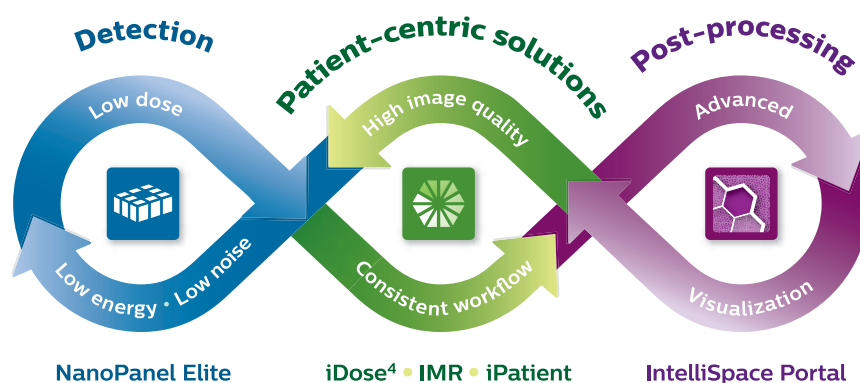 Detection
Patient-centric solutions
Post-processing
Low dose
High image quality
Advanced
Low energy • Low noise
Consistent workflow
Visualization
NanoPanel Elite
iDose⁴ • IMR • iPatient
IntelliSpace Portal